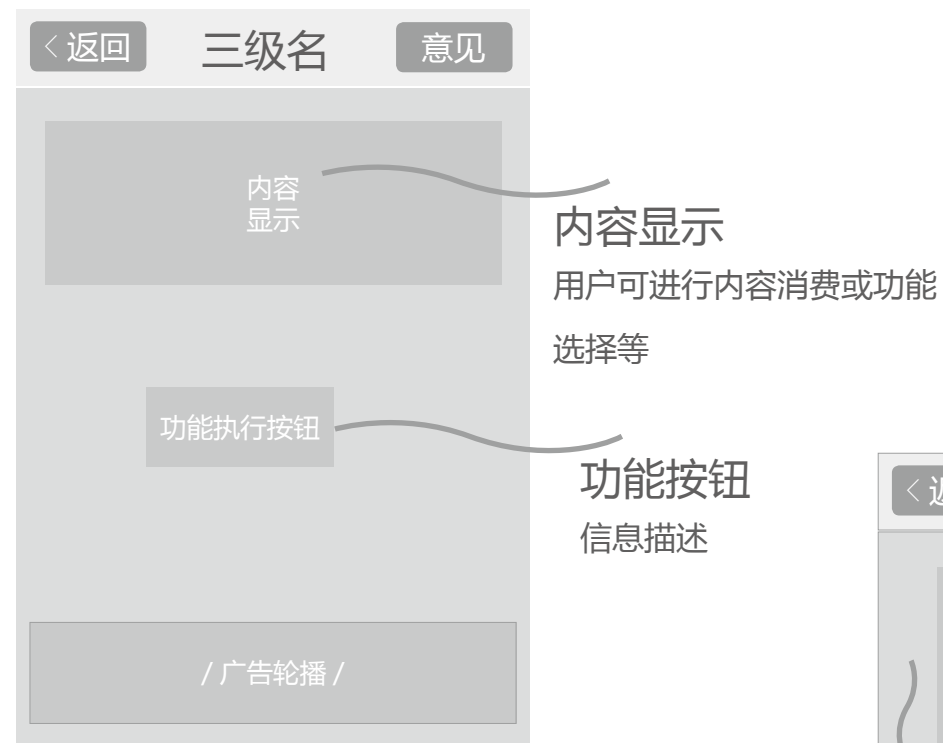 < 返回 三级名 意见
内容
显示
内容显示
用户可进行内容消费或功能
选择等
功能执行按钮
功能按钮
信息描述
/ 广告轮播 /